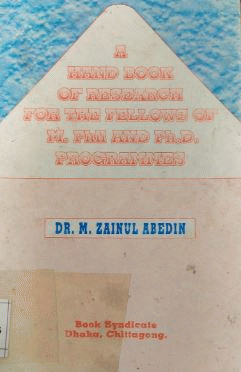 A
HAND BOOK
OF RESEARCH
FOR THE FELLOWS OF
M. Phil AND Ph.D.
PROGRAMMES
DR. M. ZAINUL ABEDIN
Book Syndicate
Dhaka, Chittagong.